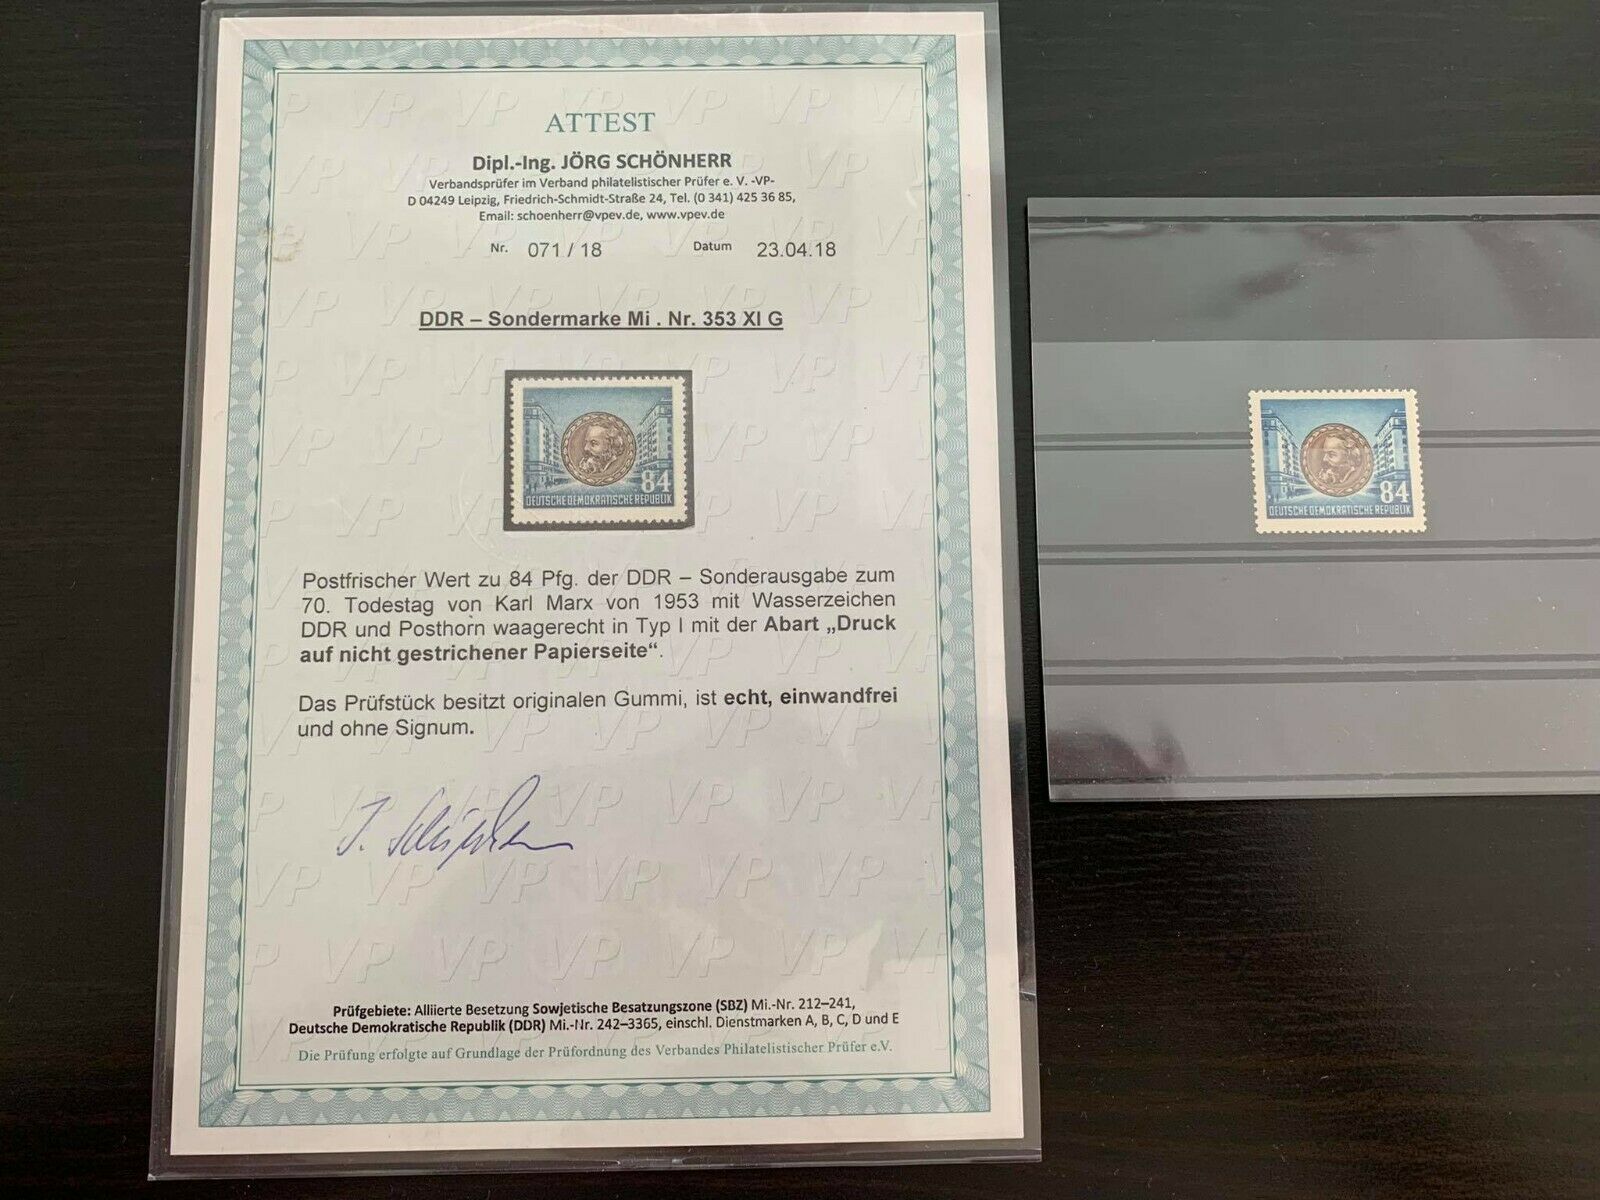 ATTEST
Dipl.-Ing. JÖRG SCHÖNHERR
Verbandsprüfer im Verband philatelistischer Prüfer e. V. -VP-
D 04249 Leipzig, Friedrich-Schmidt-Straße 24, Tel. (0 341) 425 36 85,
Email: schoenherr@vpev.de, www.vpev.de
Nr. 071 / 18 Datum 23.04.18
DDR – Sondermarke Mi . Nr. 353 XI G
84
DEUTSCHE DEMOKRATISCHE REPUBLIK
Postfrischer Wert zu 84 Pfg. der DDR – Sonderausgabe zum
70. Todestag von Karl Marx von 1953 mit Wasserzeichen
DDR und Posthorn waagerecht in Typ I mit der Abart „Druck
auf nicht gestrichener Papierseite“.
Das Prüfstück besitzt originalen Gummi, ist echt, einwandfrei
und ohne Signum.
Prüfgebiete: Alliierte Besetzung Sowjetische Besatzungszone (SBZ) Mi.-Nr. 212–241,
Deutsche Demokratische Republik (DDR) Mi.-Nr. 242–3365, einschl. Dienstmarken A, B, C, D und E
Die Prüfung erfolgte auf Grundlage der Prüfordnung des Verbandes Philatelistischer Prüfer e.V.
84
DEUTSCHE DEMOKRATISCHE REPUBLIK